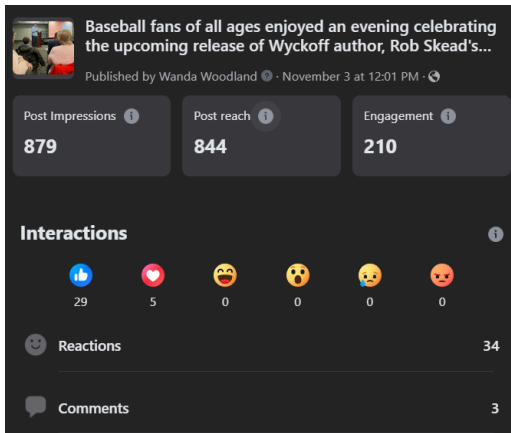 Baseball fans of all ages enjoyed an evening celebrating
the upcoming release of Wyckoff author, Rob Skead's...
Published by Wanda Woodland · November 3 at 12:01 PM ·
Post Impressions
Post reach
Engagement
879
844
210
Interactions
29
5
0
0
0
0
Reactions
34
Comments
3